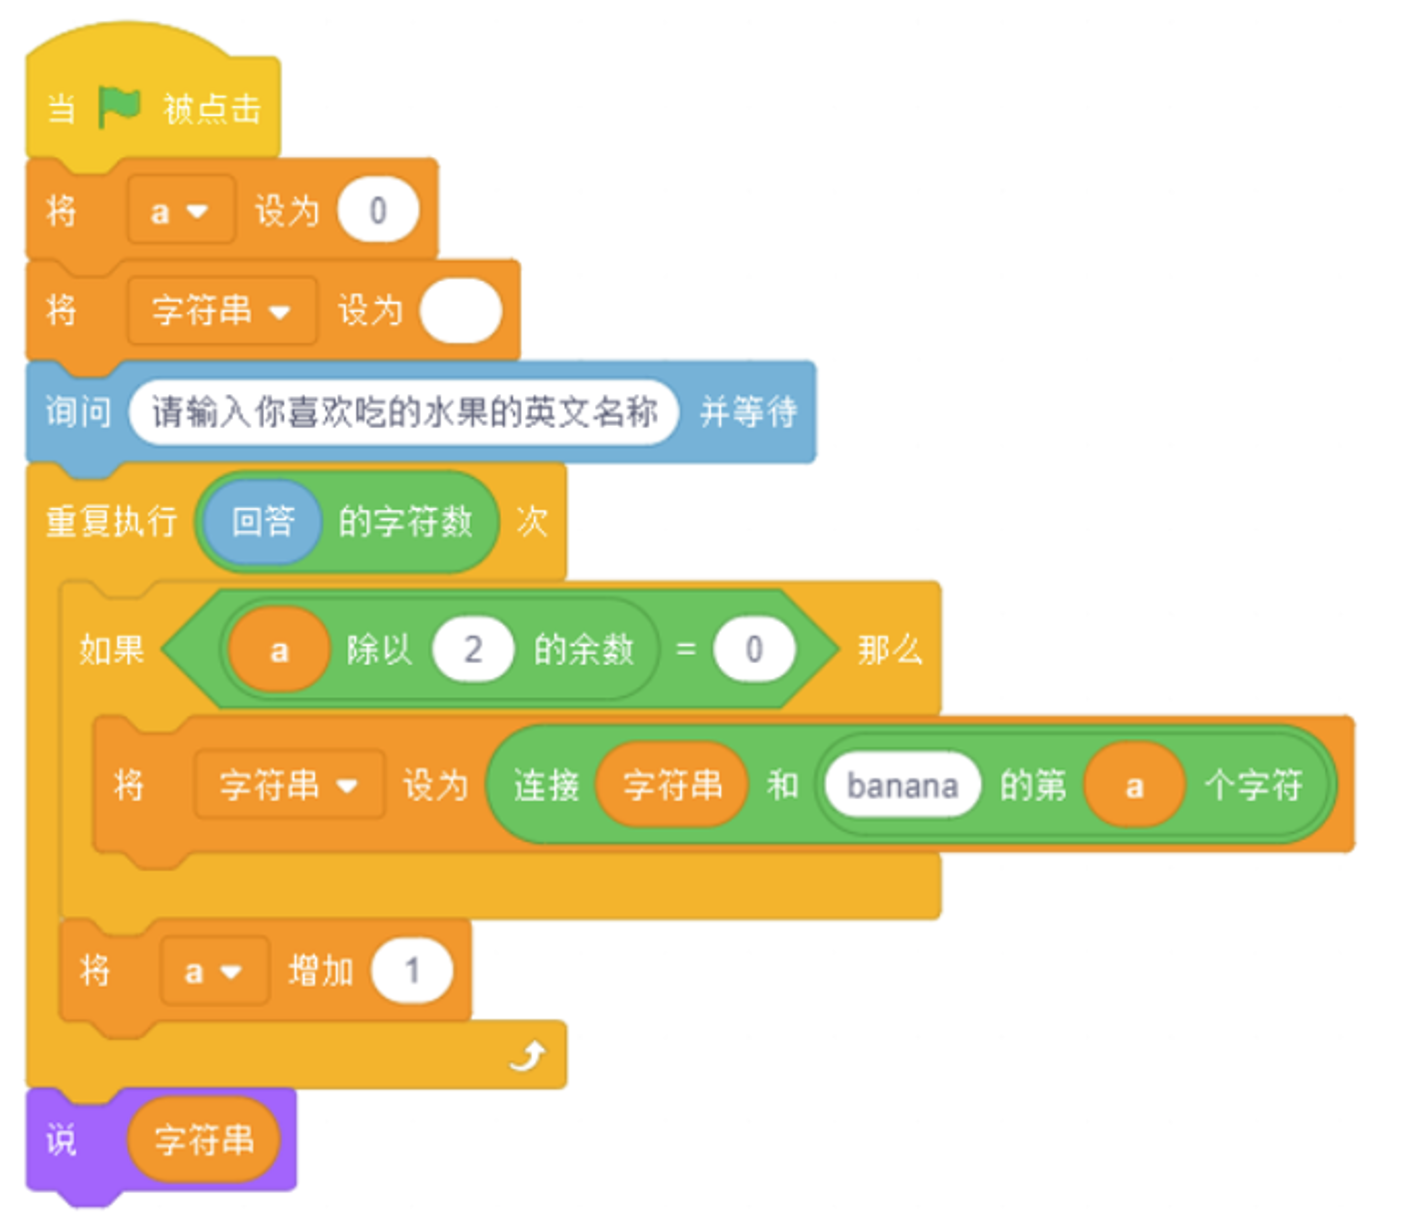 当 被点击
将 a 设为 0
将 字符串 设为
询问 请输入你喜欢吃的水果的英文名称 并等待
重复执行 回答 的字符数 次
如果 a 除以 2 的余数 = 0 那么
将 字符串 设为 连接 字符串 和 banana 的第 a 个字符
将 a 增加 1
说 字符串